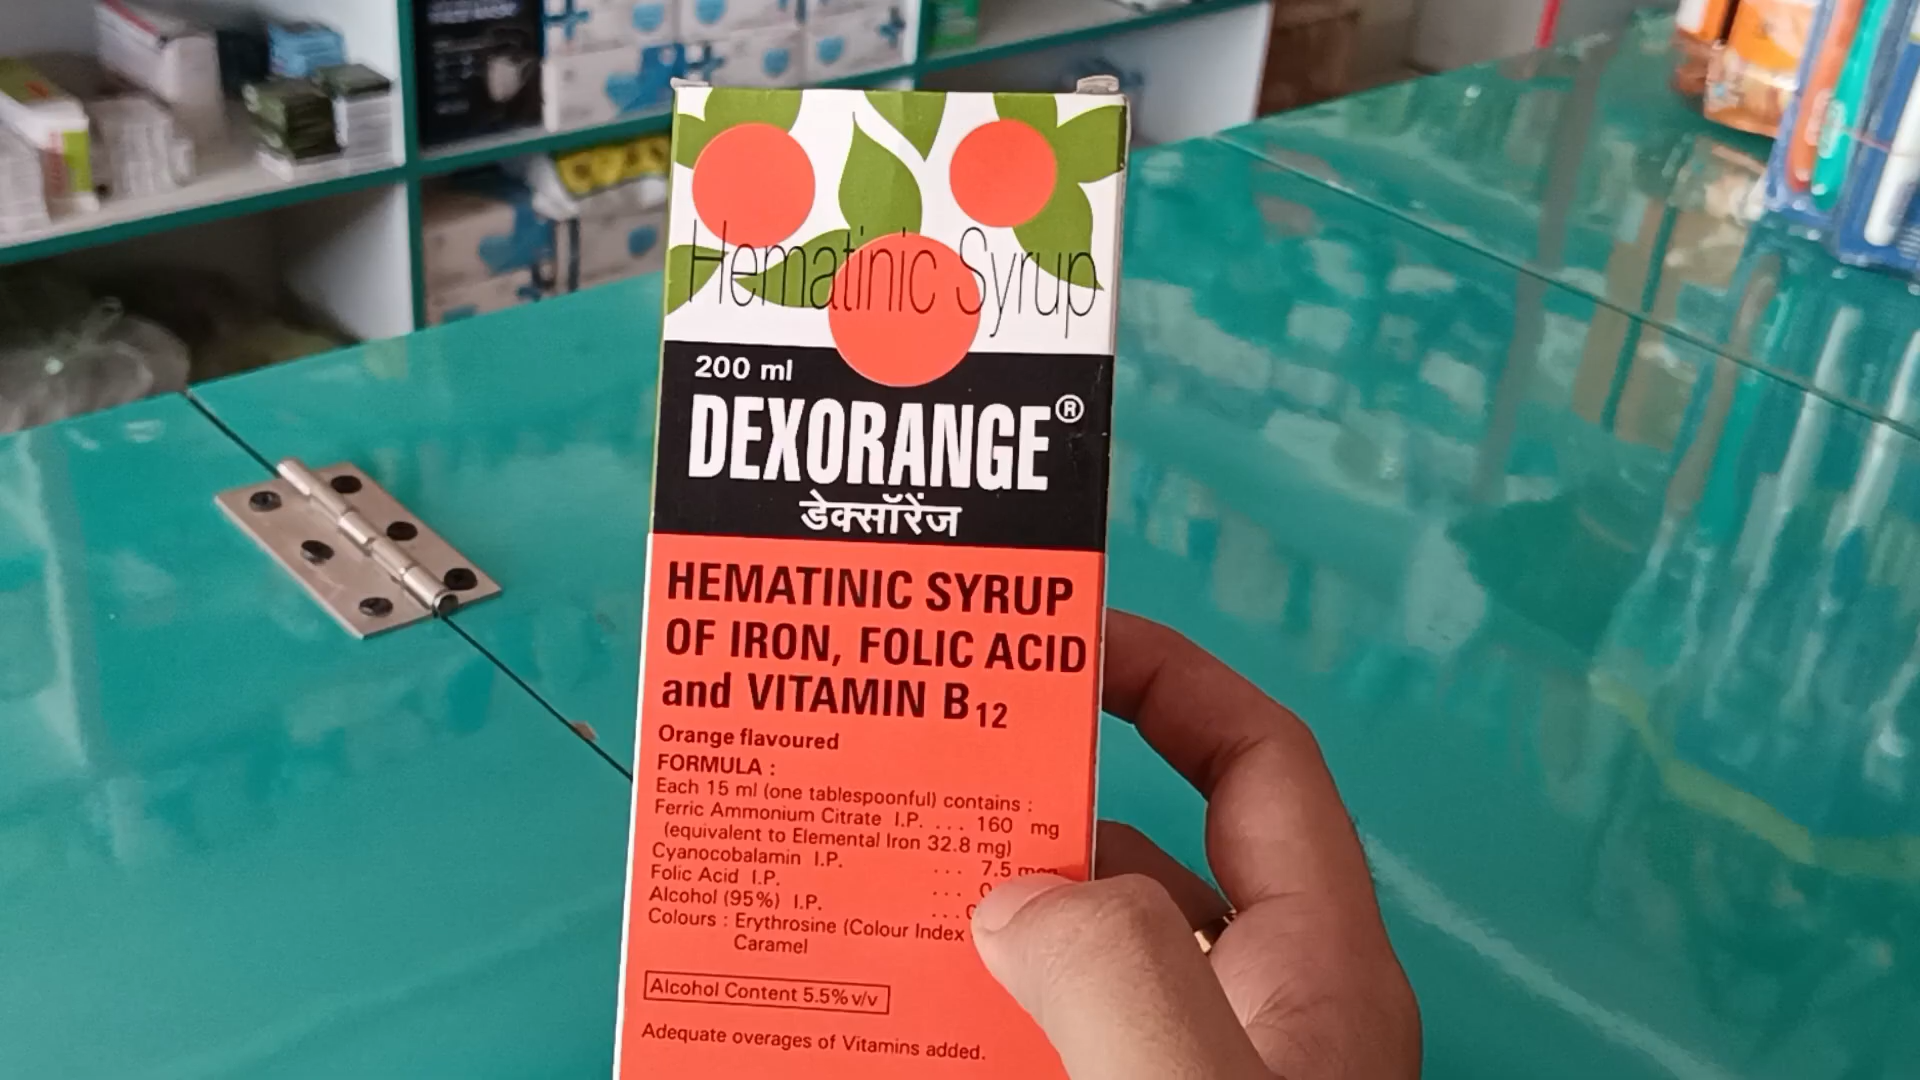 Hematinic Syrup
200 ml
DEXORANGE®
डेक्सॉरेंज
HEMATINIC SYRUP
OF IRON, FOLIC ACID
and VITAMIN B12
Orange flavoured
FORMULA :
Each 15 ml (one tablespoonful) contains :
Ferric Ammonium Citrate I.P. ... 160 mg
(equivalent to Elemental Iron 32.8 mg)
Cyanocobalamin I.P. ... 7.5
Folic Acid I.P. ...
Alcohol (95%) I.P. ...
Colours : Erythrosine (Colour Index
Caramel
Alcohol Content 5.5% v/v
Adequate overages of Vitamins added.